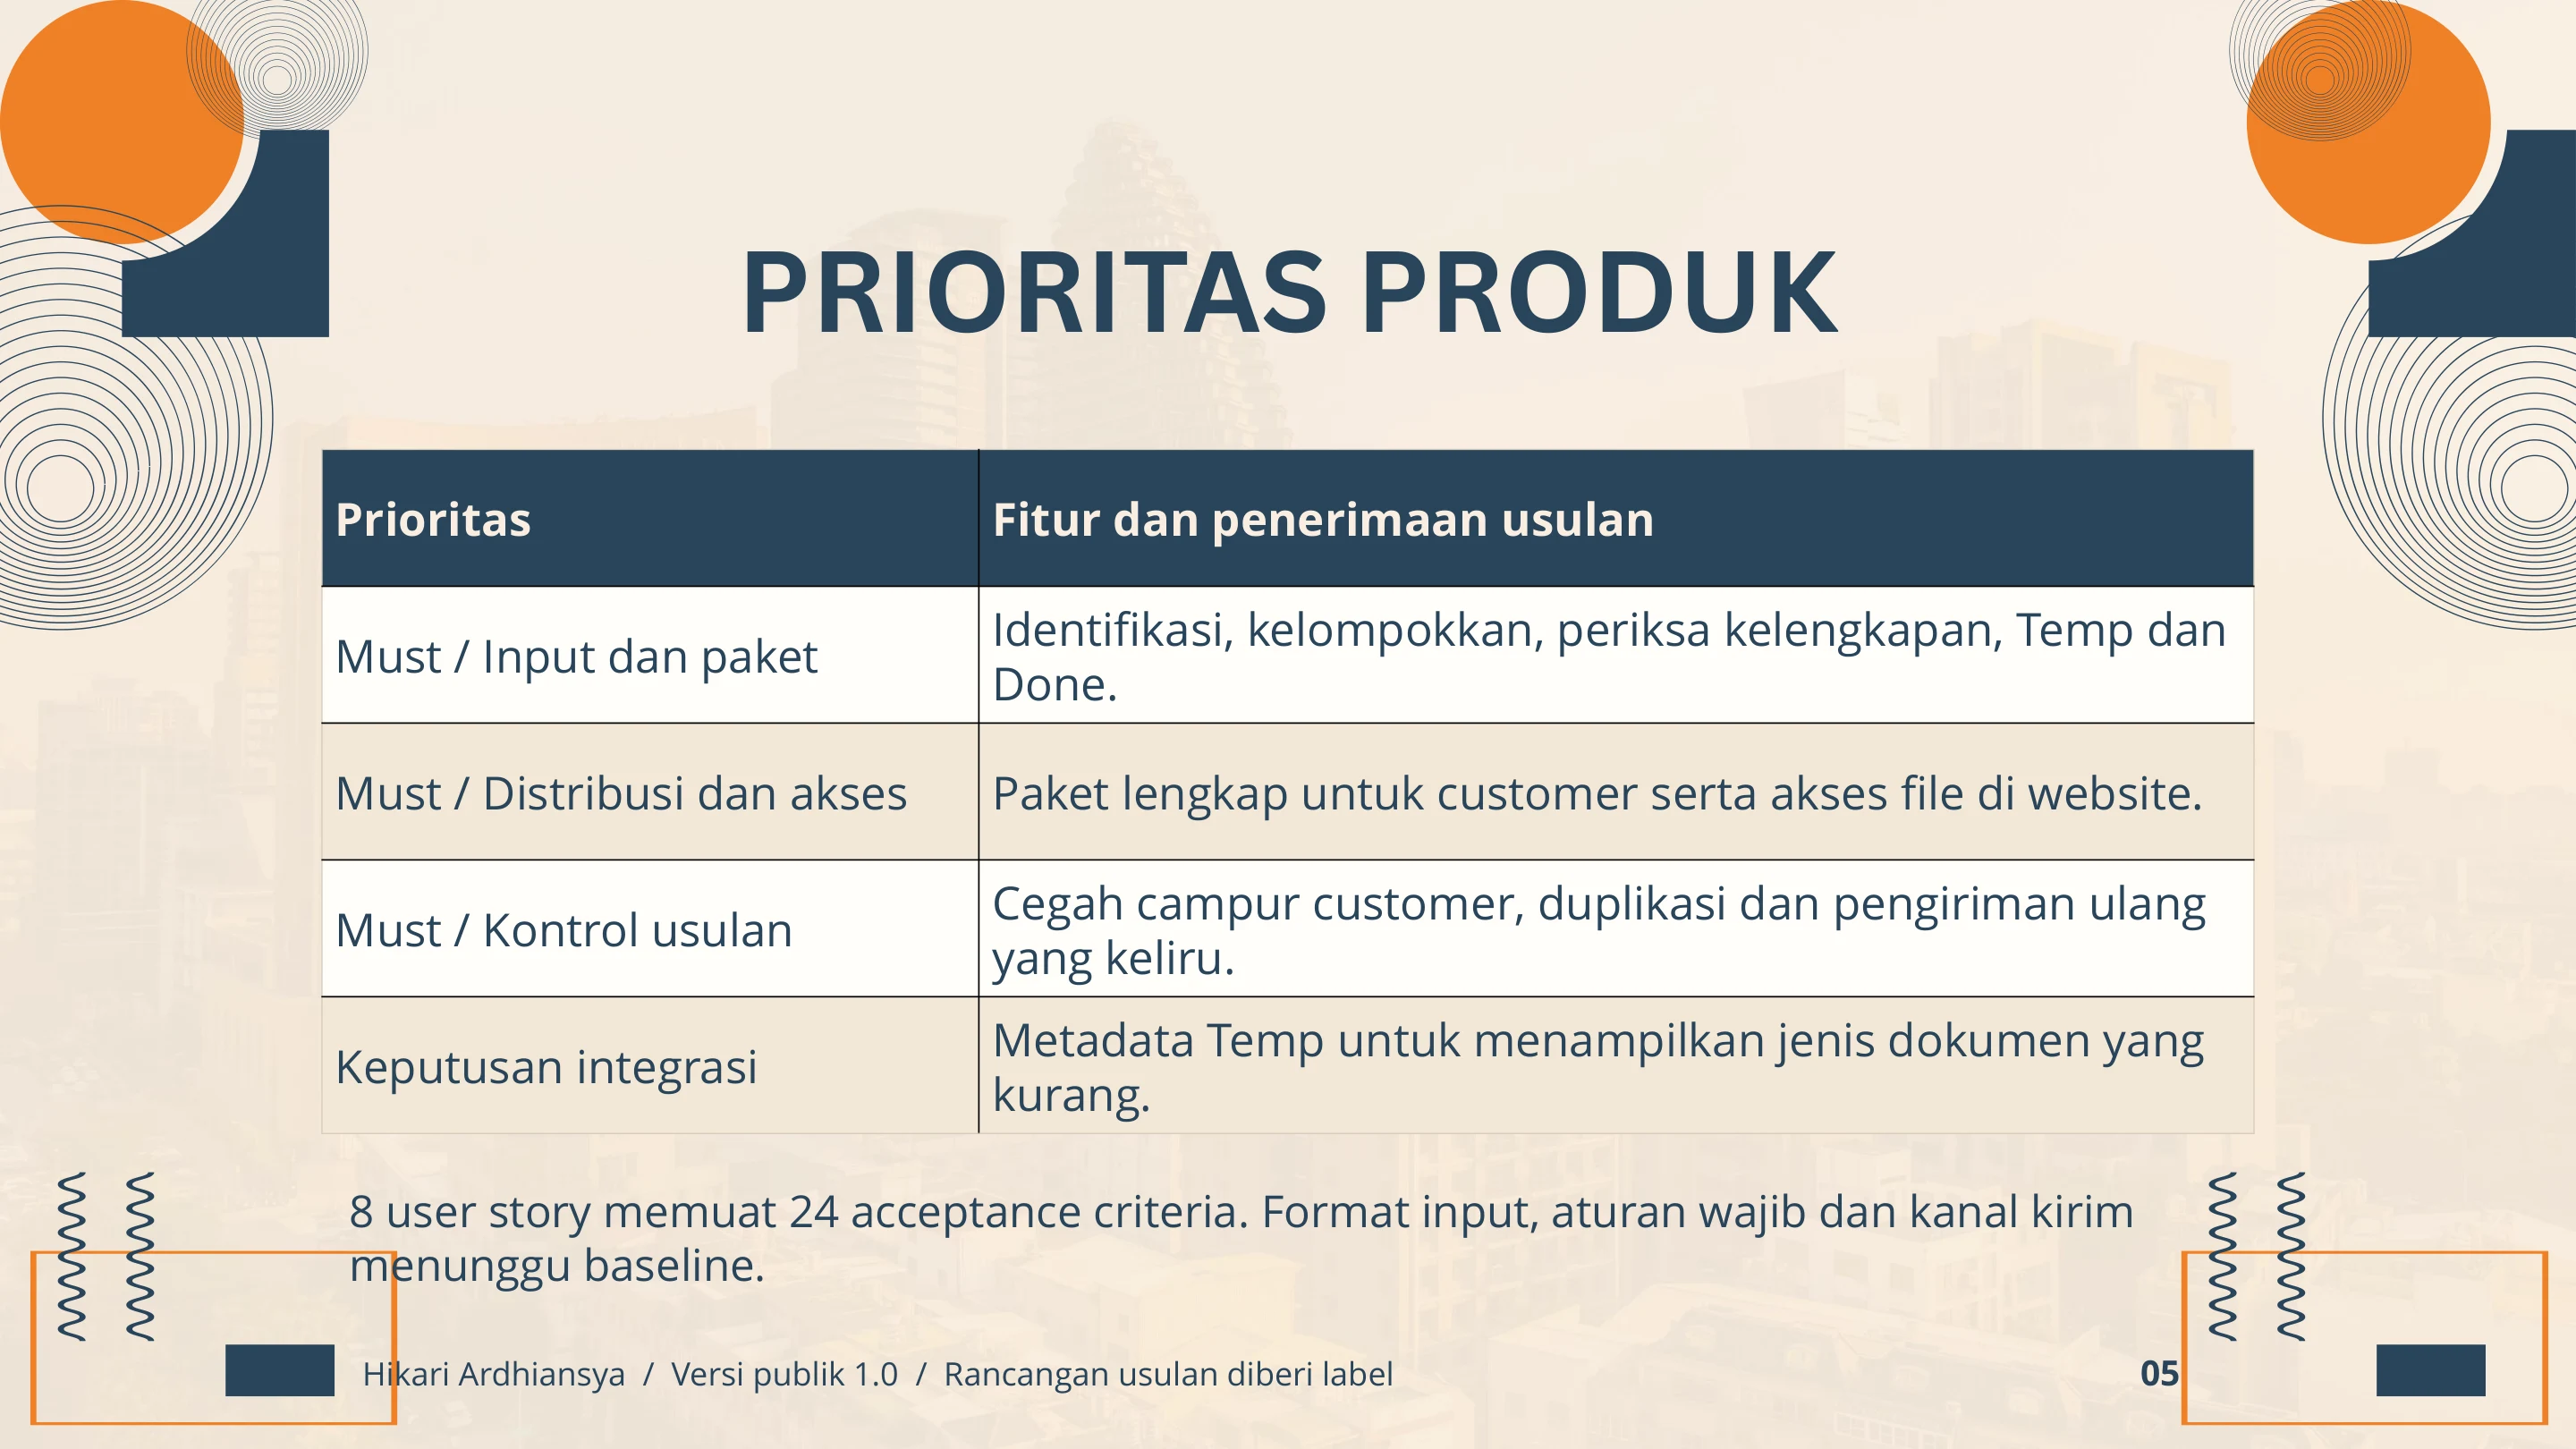 PRIORITAS PRODUK
Prioritas
Fitur dan penerimaan usulan
Must / Input dan paket
Identifikasi, kelompokkan, periksa kelengkapan, Temp dan
Done.
Must / Distribusi dan akses
Paket lengkap untuk customer serta akses file di website.
Must / Kontrol usulan
Cegah campur customer, duplikasi dan pengiriman ulang
yang keliru.
Keputusan integrasi
Metadata Temp untuk menampilkan jenis dokumen yang
kurang.
8 user story memuat 24 acceptance criteria. Format input, aturan wajib dan kanal kirim
menunggu baseline.
Hikari Ardhiansya / Versi publik 1.0 / Rancangan usulan diberi label
05